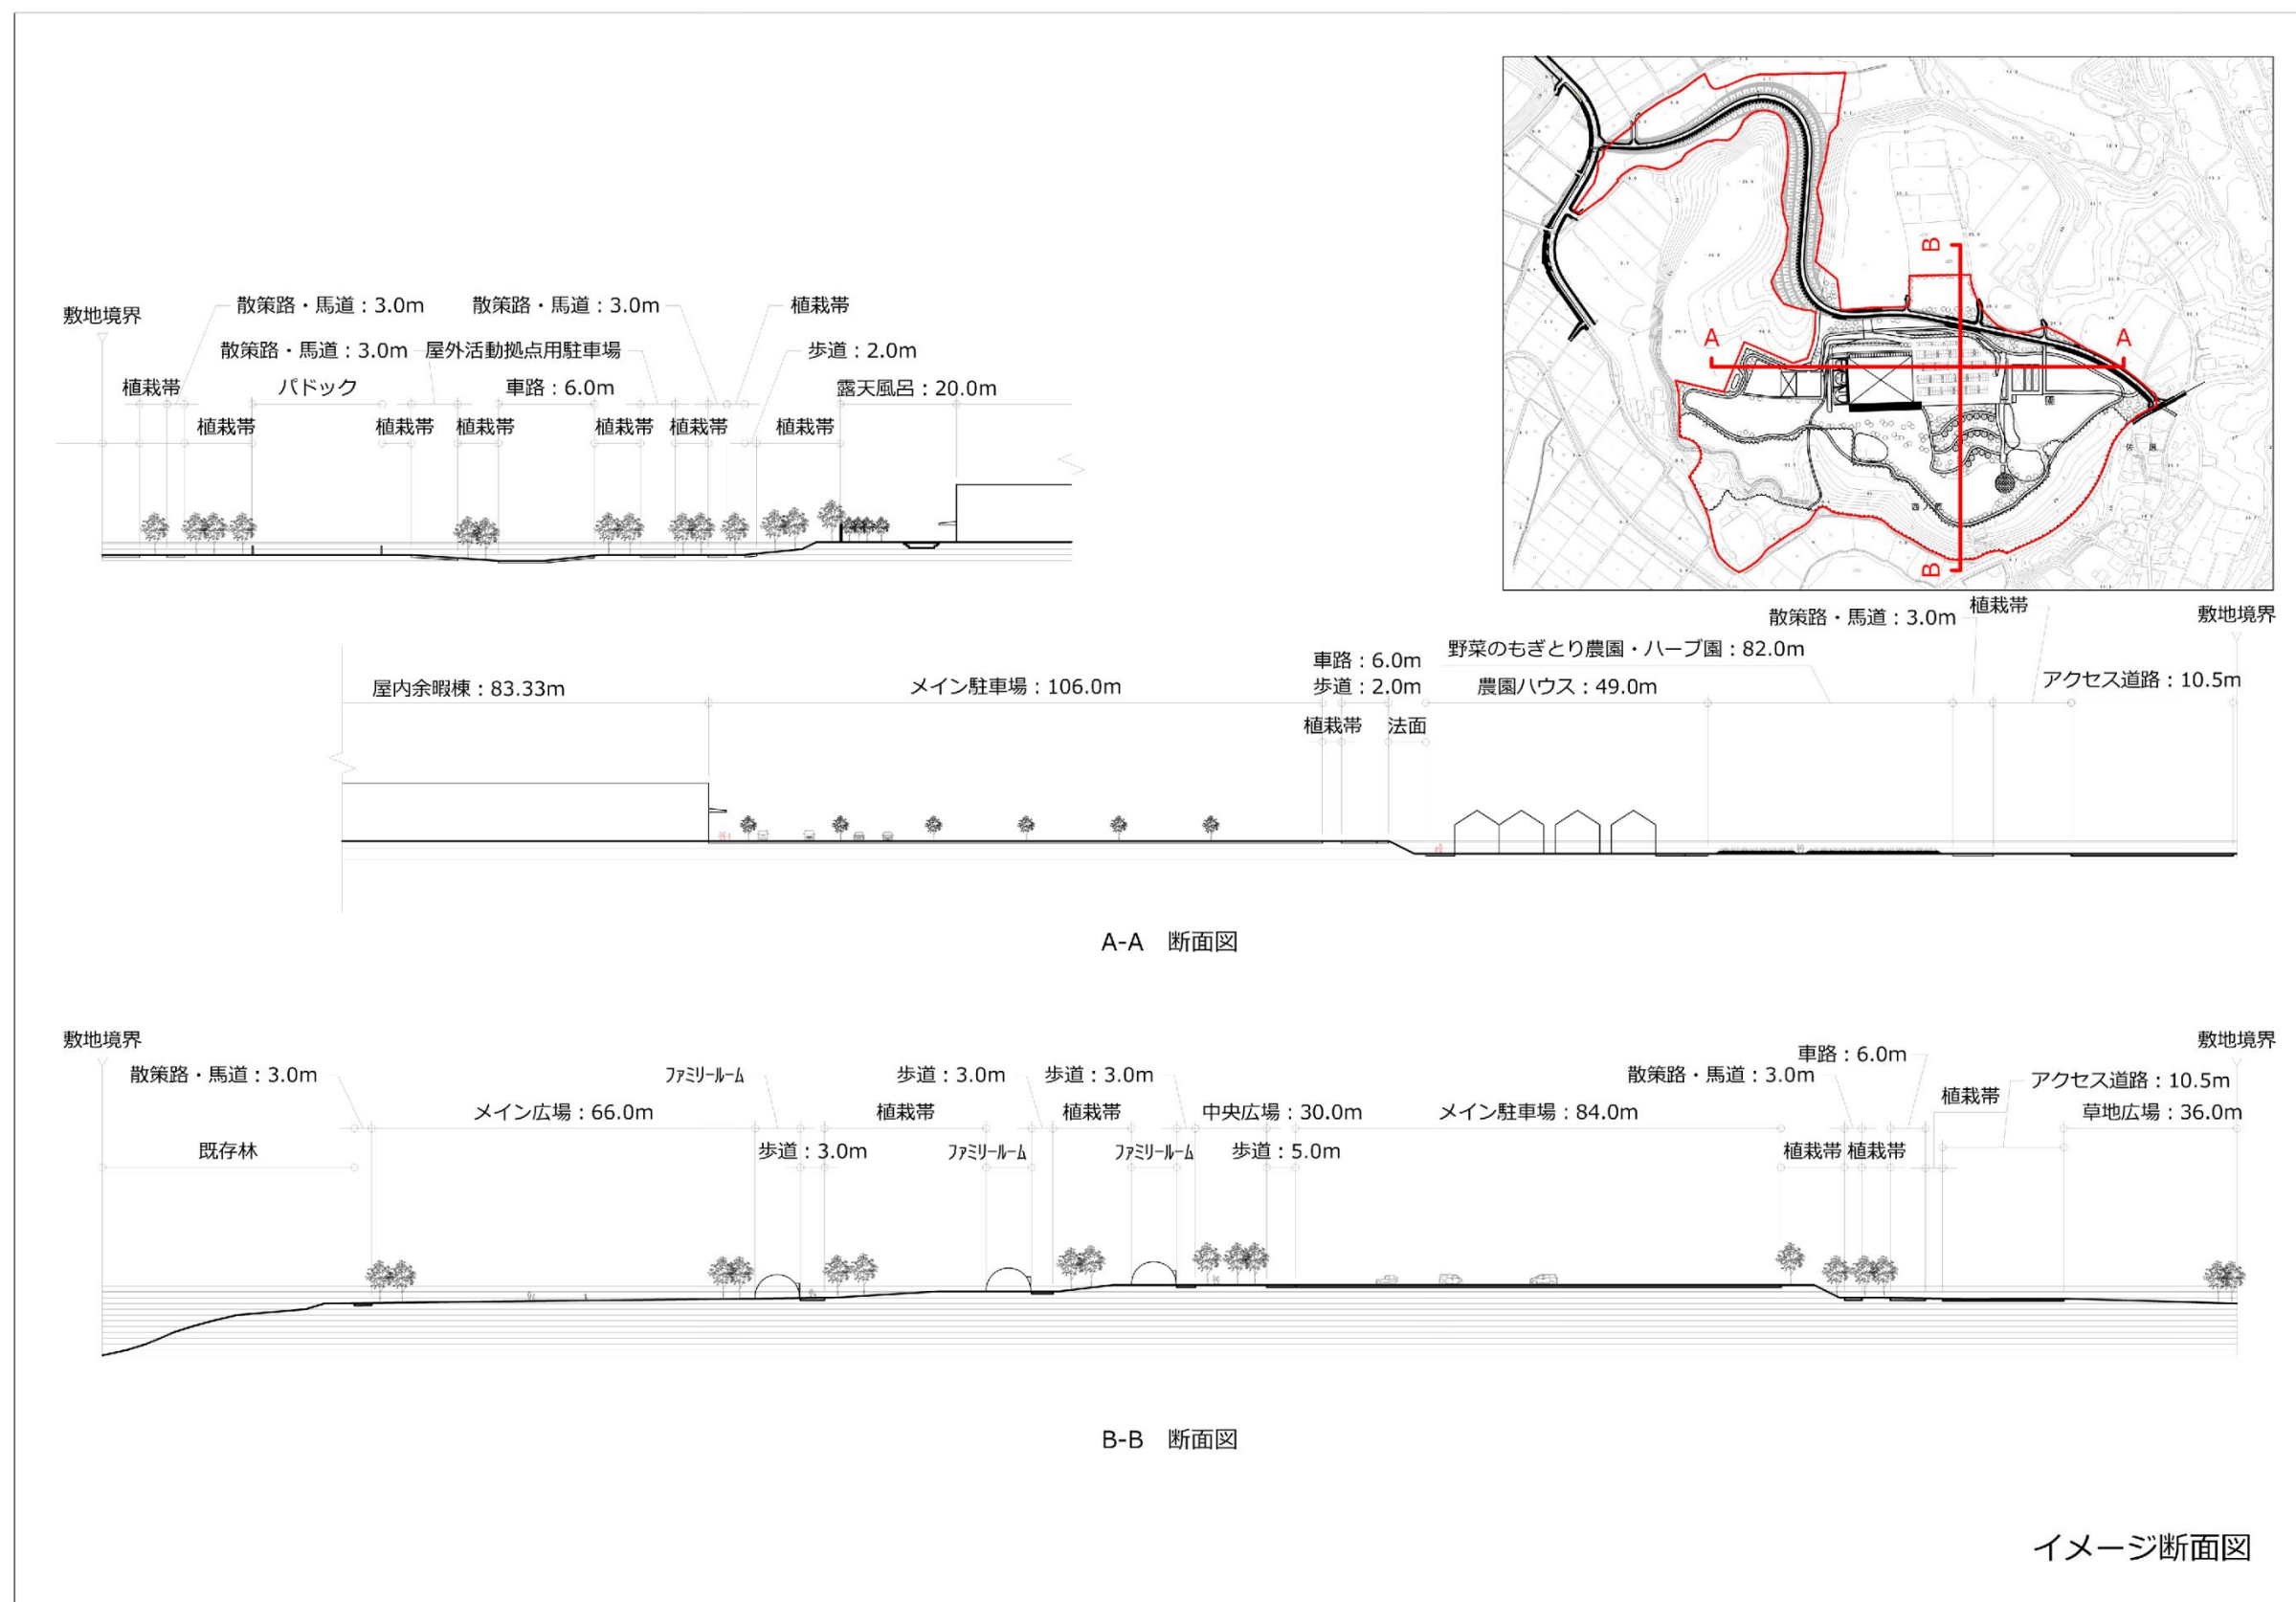 B
A
A
B
敷地境界
散策路・馬道:3.0m
散策路・馬道:3.0m
植栽帯
散策路・馬道:3.0m
屋外活動拠点用駐車場
歩道:2.0m
植栽帯
パドック
車路:6.0m
露天風呂:20.0m
植栽帯
植栽帯
植栽帯
植栽帯
植栽帯
植栽帯
散策路・馬道:3.0m
植栽帯
敷地境界
車路:6.0m
野菜のもぎとり農園・ハーブ園:82.0m
屋内余暇棟:83.33m
メイン駐車場:106.0m
歩道:2.0m
農園ハウス:49.0m
アクセス道路:10.5m
植栽帯
法面
A-A 断面図
敷地境界
敷地境界
散策路・馬道:3.0m
ファミリールーム
歩道:3.0m
歩道:3.0m
散策路・馬道:3.0m
車路:6.0m
アクセス道路:10.5m
メイン広場:66.0m
植栽帯
植栽帯
中央広場:30.0m
メイン駐車場:84.0m
植栽帯
草地広場:36.0m
既存林
歩道:3.0m
ファミリールーム
ファミリールーム
歩道:5.0m
植栽帯
植栽帯
B-B 断面図
イメージ断面図